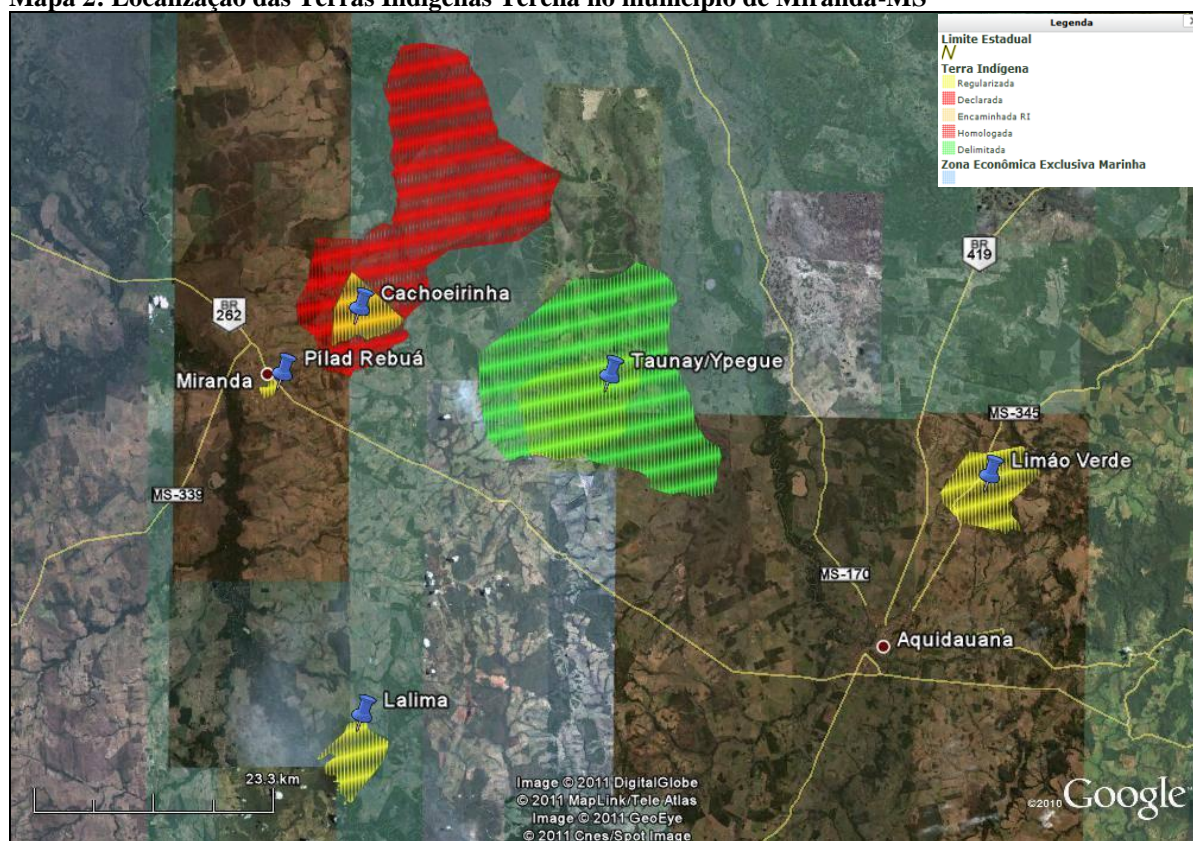 Mapa 2: Localização das Terras Indígenas Terena no município de Miranda-MS
Legenda
Limite Estadual
Terra Indígena
Regularizada
Declarada
Encaminhada RI
Homologada
Delimitada
Zona Econômica Exclusiva Marinha
BR
419
Cachoeirinha
BR
262
Pílad Rebuá
Taunay/Ypegue
Miranda
MS-345
Limáo Verde
MS-339
MS-170
Aquidauana
Lalima
23.3 km
Image © 2011 DigitalGlobe
© 2011 MapLink/Tele Atlas
Image © 2011 GeoEye
© 2011 Cnes/Spot Image
©2010 Google